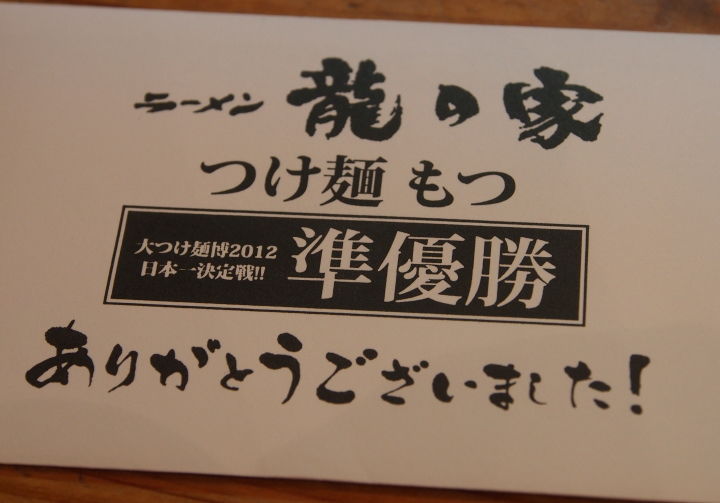 ラーメン 龍の家
つけ麺 もつ
大つけ麺博2012
日本一決定戦!!
準優勝
ありがとうございました!